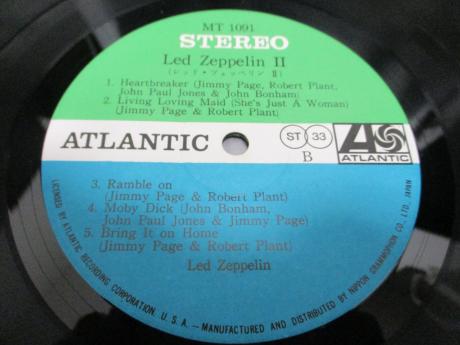 MT 1091
STEREO
Led Zeppelin II
(レッド・ツェッペリン II)
1. Heartbreaker (Jimmy Page, Robert Plant,
John Paul Jones & John Bonham)
2. Living Loving Maid (She's Just A Woman)
(Jimmy Page & Robert Plant)
ATLANTIC
ST 33
B
ATLANTIC
3. Ramble on
(Jimmy Page & Robert Plant)
4. Moby Dick (John Bonham,
John Paul Jones & Jimmy Page)
5. Bring It on Home
(Jimmy Page & Robert Plant)
Led Zeppelin
LICENSED BY ATLANTIC RECORDING CORPORATION, U. S. A. — MANUFACTURED AND DISTRIBUTED BY NIPPON GRAMMOPHON CO., LTD., JAPAN